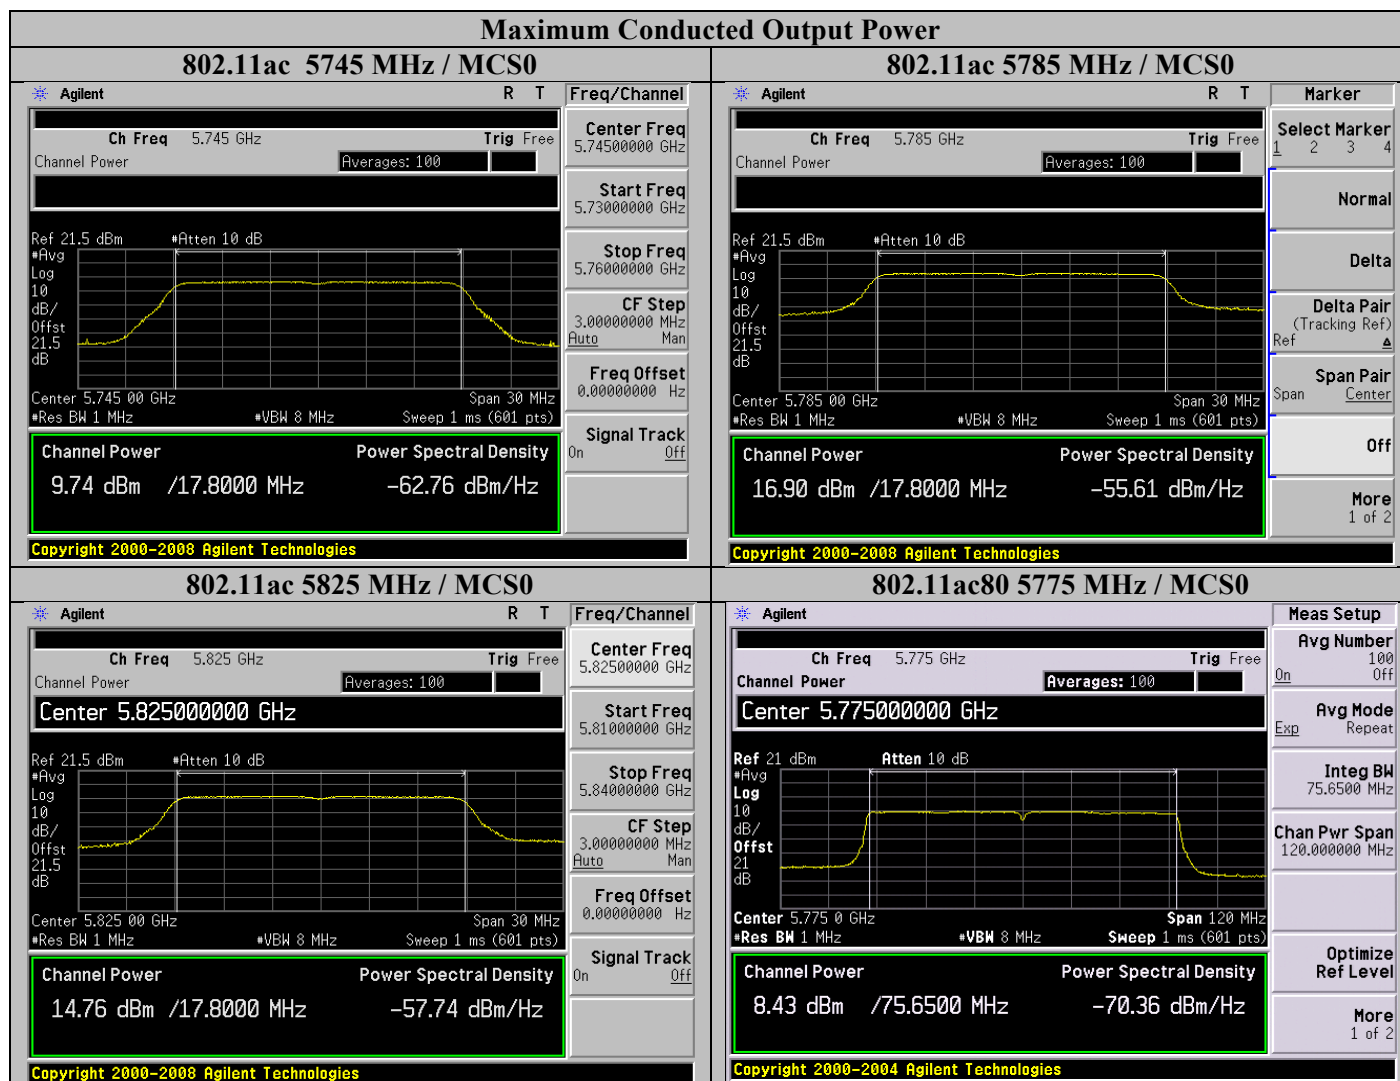 Maximum Conducted Output Power
802.11ac 5745 MHz / MCS0
Agilent R T Freq/Channel
Ch Freq 5.745 GHz Trig Free
Channel Power Averages: 100
Ref 21.5 dBm #Atten 10 dB
#Avg
Log
10
dB/
Offst
21.5
dB
Center 5.745 00 GHz Span 30 MHz
#Res BW 1 MHz #VBW 8 MHz Sweep 1 ms (601 pts)
Channel Power Power Spectral Density
9.74 dBm /17.8000 MHz -62.76 dBm/Hz
Copyright 2000-2008 Agilent Technologies
Center Freq
5.74500000 GHz
Start Freq
5.73000000 GHz
Stop Freq
5.76000000 GHz
CF Step
3.00000000 MHz
Auto Man
Freq Offset
0.00000000 Hz
Signal Track
On Off
802.11ac 5785 MHz / MCS0
Agilent R T Marker
Ch Freq 5.785 GHz Trig Free
Channel Power Averages: 100
Ref 21.5 dBm #Atten 10 dB
#Avg
Log
10
dB/
Offst
21.5
dB
Center 5.785 00 GHz Span 30 MHz
#Res BW 1 MHz #VBW 8 MHz Sweep 1 ms (601 pts)
Channel Power Power Spectral Density
16.90 dBm /17.8000 MHz -55.61 dBm/Hz
Copyright 2000-2008 Agilent Technologies
Select Marker
1 2 3 4
Normal
Delta
Delta Pair
(Tracking Ref)
Ref Δ
Span Pair
Span Center
Off
More
1 of 2
802.11ac 5825 MHz / MCS0
Agilent R T Freq/Channel
Ch Freq 5.825 GHz Trig Free
Channel Power Averages: 100
Center 5.825000000 GHz
Ref 21.5 dBm #Atten 10 dB
#Avg
Log
10
dB/
Offst
21.5
dB
Center 5.825 00 GHz Span 30 MHz
#Res BW 1 MHz #VBW 8 MHz Sweep 1 ms (601 pts)
Channel Power Power Spectral Density
14.76 dBm /17.8000 MHz -57.74 dBm/Hz
Copyright 2000-2008 Agilent Technologies
Center Freq
5.82500000 GHz
Start Freq
5.81000000 GHz
Stop Freq
5.84000000 GHz
CF Step
3.00000000 MHz
Auto Man
Freq Offset
0.00000000 Hz
Signal Track
On Off
802.11ac80 5775 MHz / MCS0
Agilent Meas Setup
Ch Freq 5.775 GHz Trig Free
Channel Power Averages: 100
Center 5.775000000 GHz
Ref 21 dBm Atten 10 dB
#Avg
Log
10
dB/
Offst
21
dB
Center 5.775 0 GHz Span 120 MHz
#Res BW 1 MHz #VBW 8 MHz Sweep 1 ms (601 pts)
Channel Power Power Spectral Density
8.43 dBm /75.6500 MHz -70.36 dBm/Hz
Copyright 2000-2004 Agilent Technologies
Avg Number
100
On Off
Avg Mode
Exp Repeat
Integ BW
75.6500 MHz
Chan Pwr Span
120.000000 MHz
Optimize
Ref Level
More
1 of 2